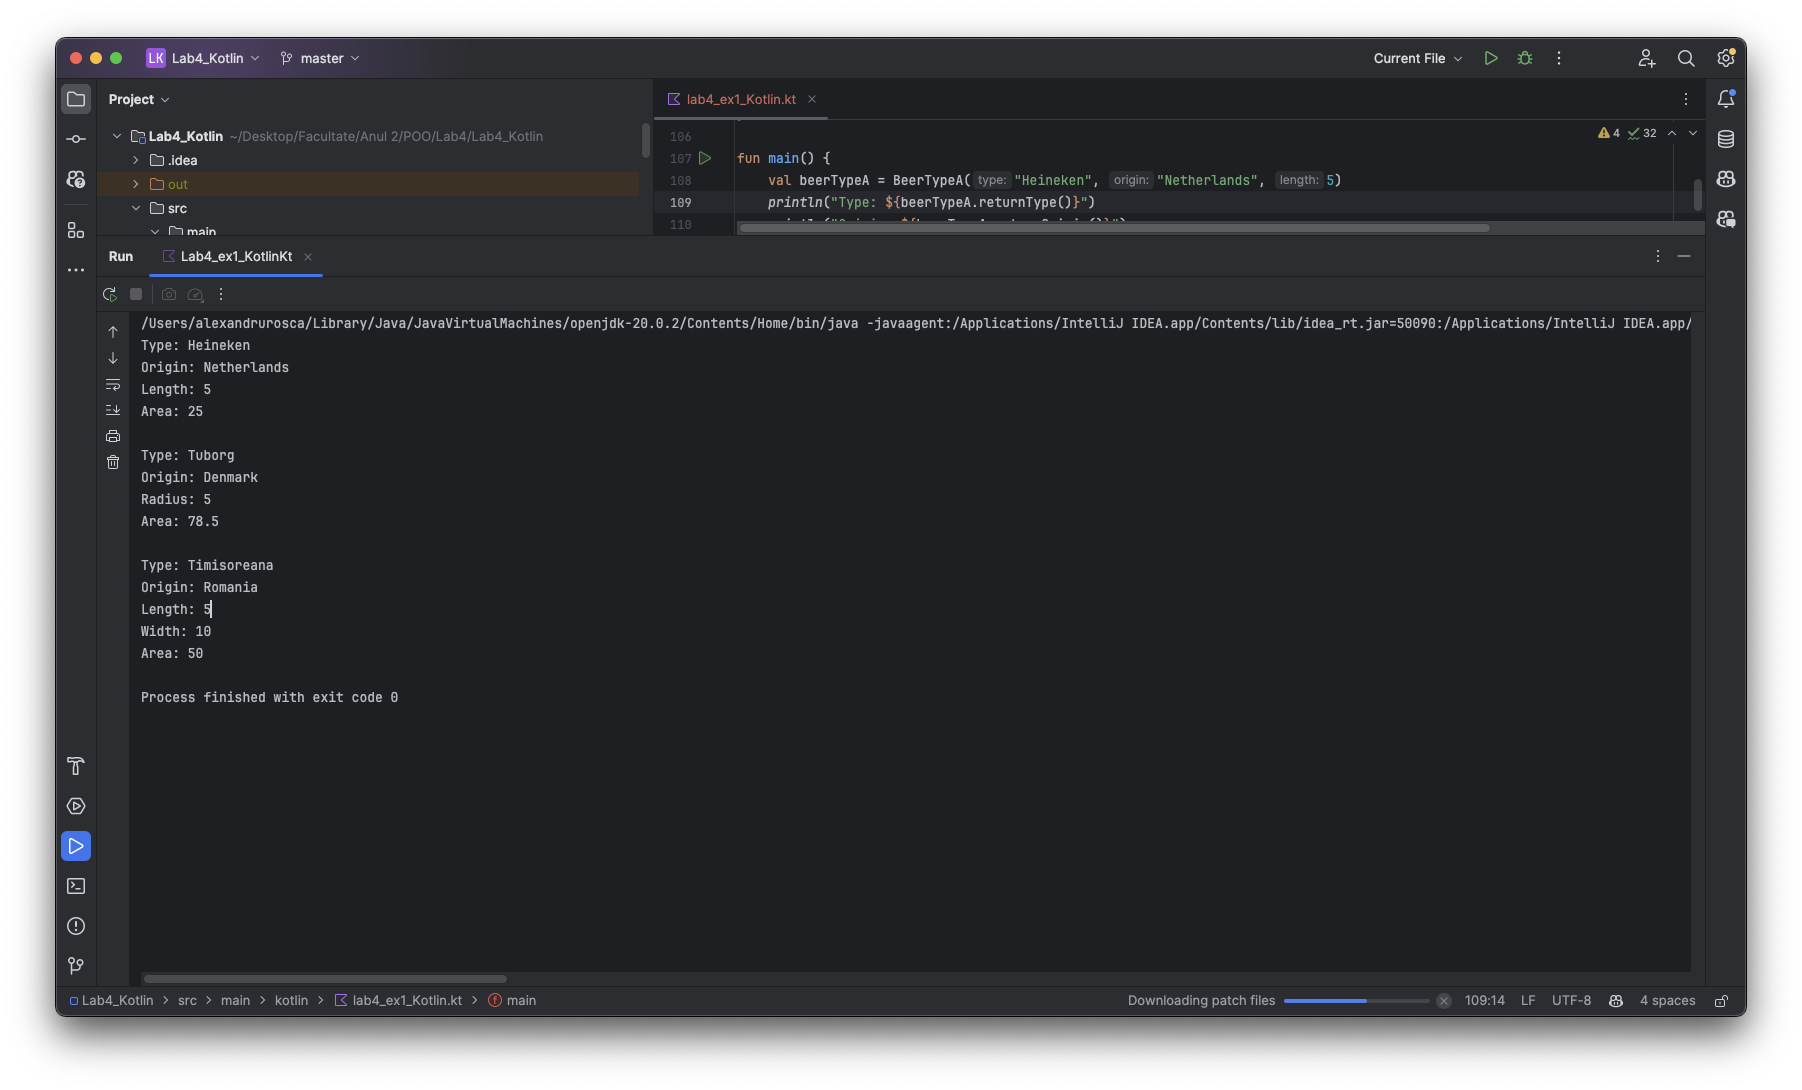 LK Lab4_Kotlin master Current File
Project
lab4_ex1_Kotlin.kt
Lab4_Kotlin ~/Desktop/Facultate/Anul 2/POO/Lab4/Lab4_Kotlin
.idea
out
src
main
106
4 32
107 fun main() {
108 val beerTypeA = BeerTypeA( type: "Heineken", origin: "Netherlands", length: 5)
109 println("Type: ${beerTypeA.returnType()}")
110
Run Lab4_ex1_KotlinKt
/Users/alexandrurosca/Library/Java/JavaVirtualMachines/openjdk-20.0.2/Contents/Home/bin/java -javaagent:/Applications/IntelliJ IDEA.app/Contents/lib/idea_rt.jar=50090:/Applications/IntelliJ IDEA.app/
Type: Heineken
Origin: Netherlands
Length: 5
Area: 25
Type: Tuborg
Origin: Denmark
Radius: 5
Area: 78.5
Type: Timisoreana
Origin: Romania
Length: 5
Width: 10
Area: 50
Process finished with exit code 0
Lab4_Kotlin src main kotlin lab4_ex1_Kotlin.kt main
Downloading patch files 109:14 LF UTF-8 4 spaces